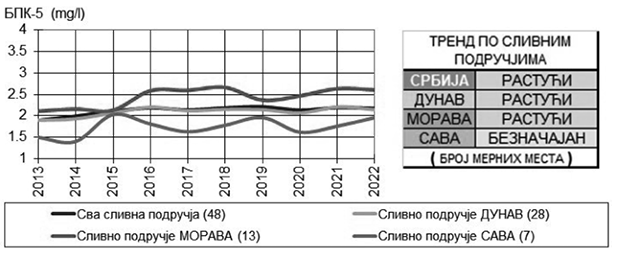 БПК-5 (mg/l)
4
3.5
3
2.5
2
1.5
1
2013
2014
2015
2016
2017
2018
2019
2020
2021
2022
ТРЕНД ПО СЛИВНИМ
ПОДРУЧЈИМА
СРБИЈА РАСТУЋИ
ДУНАВ РАСТУЋИ
МОРАВА РАСТУЋИ
САВА БЕЗНАЧАЈАН
( БРОЈ МЕРНИХ МЕСТА )
Сва сливна подручја (48)
Сливно подручје ДУНАВ (28)
Сливно подручје МОРАВА (13)
Сливно подручје САВА (7)